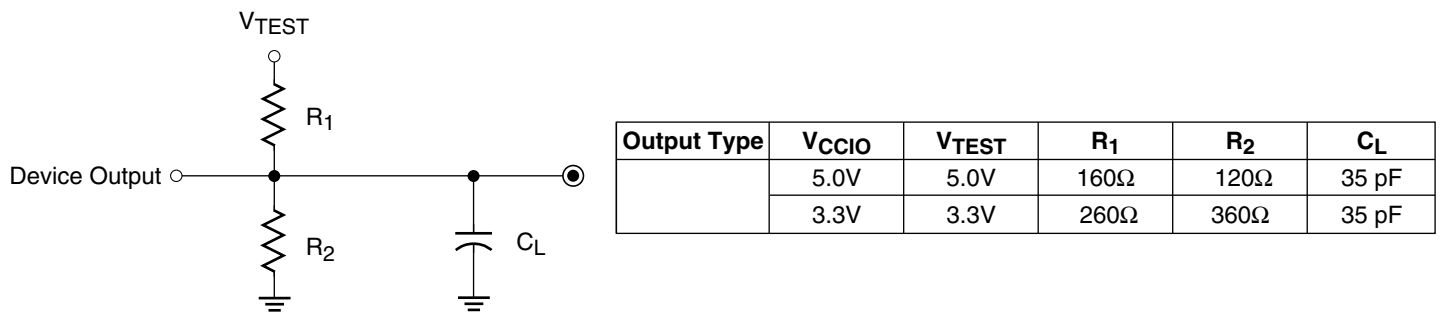 VTEST
R1
Device Output
R2
CL
Output Type VCCIO VTEST R1 R2 CL
5.0V 5.0V 160Ω 120Ω 35 pF
3.3V 3.3V 260Ω 360Ω 35 pF